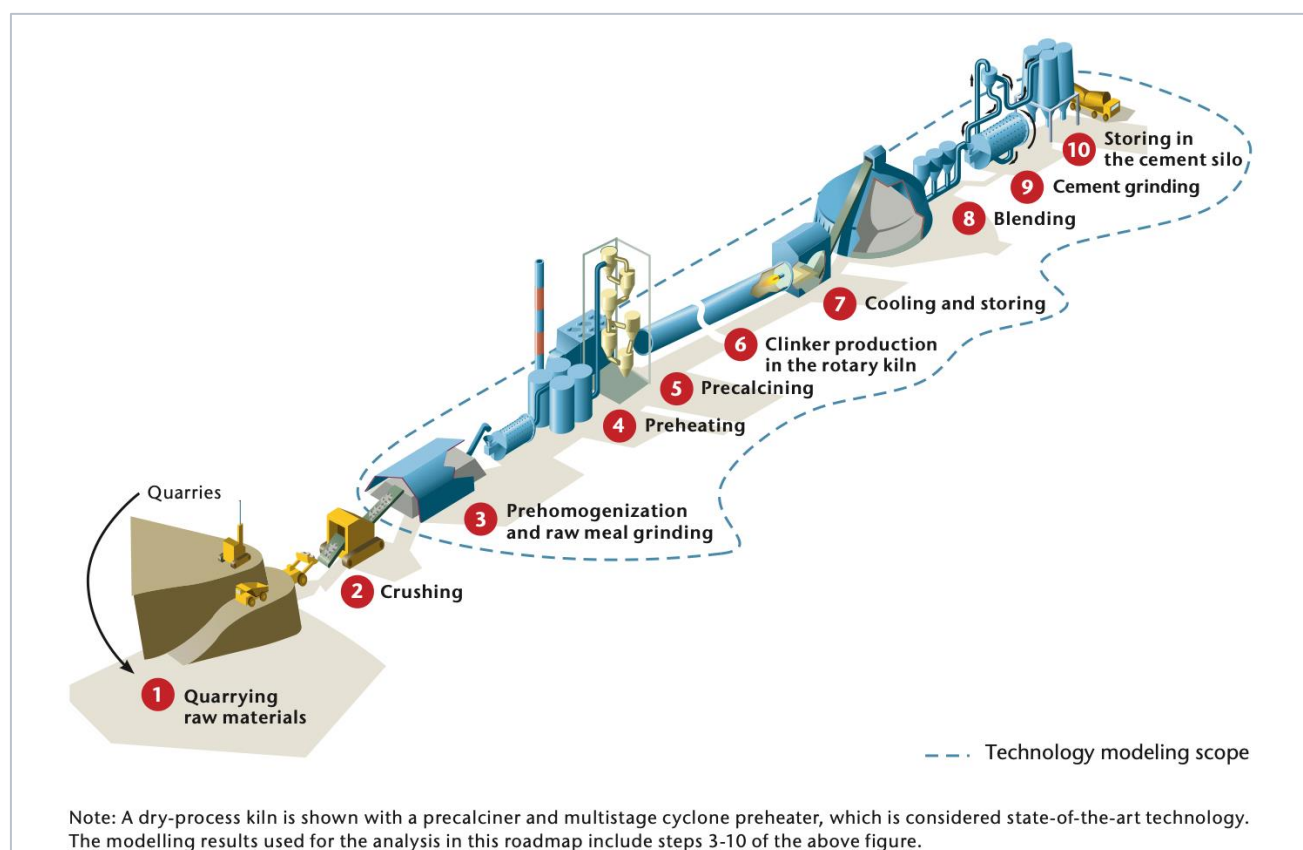 Quarries
1 Quarrying
raw materials
2 Crushing
3 Prehomogenization
and raw meal grinding
4 Preheating
5 Precalcining
6 Clinker production
in the rotary kiln
7 Cooling and storing
8 Blending
9 Cement grinding
10 Storing in
the cement silo
Technology modeling scope
Note: A dry-process kiln is shown with a precalciner and multistage cyclone preheater, which is considered state-of-the-art technology.
The modelling results used for the analysis in this roadmap include steps 3-10 of the above figure.